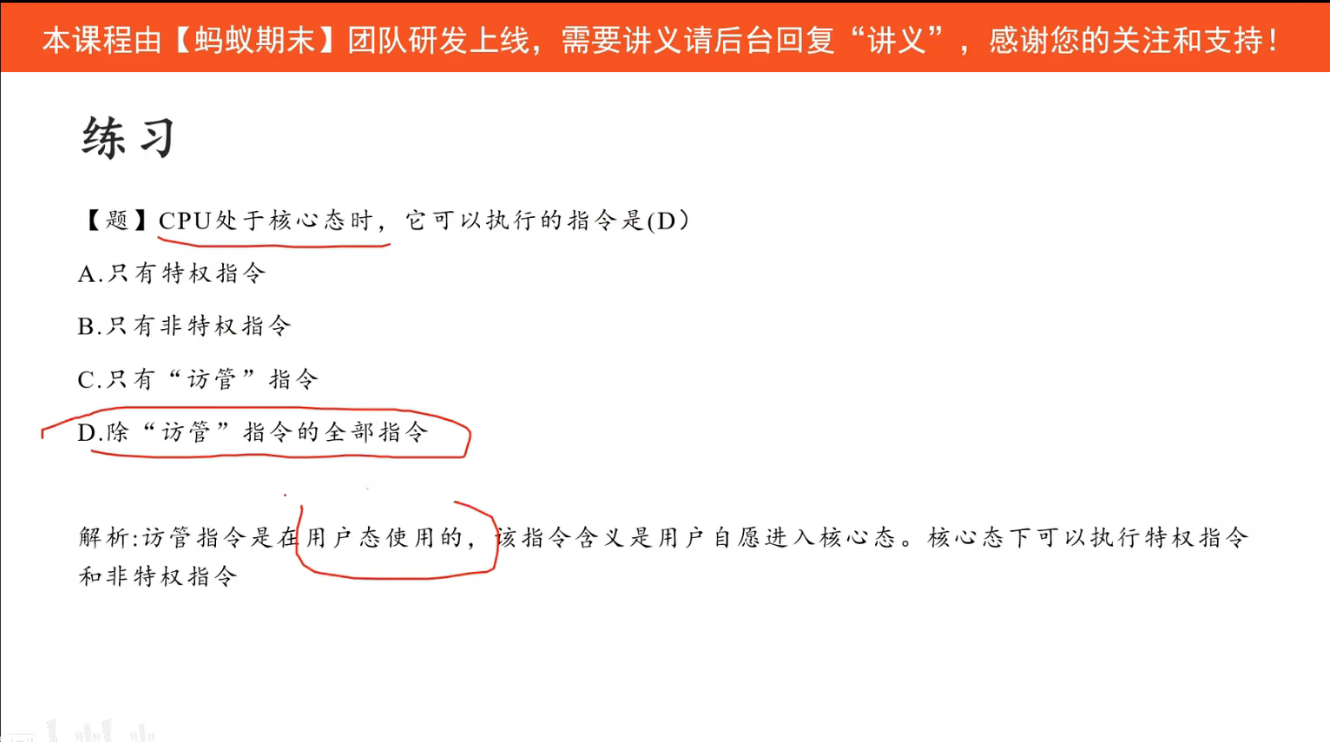 本课程由【蚂蚁期末】团队研发上线，需要讲义请后台回复“讲义”，感谢您的关注和支持！
练习
【题】CPU处于核心态时，它可以执行的指令是(D）
A.只有特权指令
B.只有非特权指令
C.只有“访管”指令
D.除“访管”指令的全部指令
解析:访管指令是在用户态使用的，该指令含义是用户自愿进入核心态。核心态下可以执行特权指令
和非特权指令